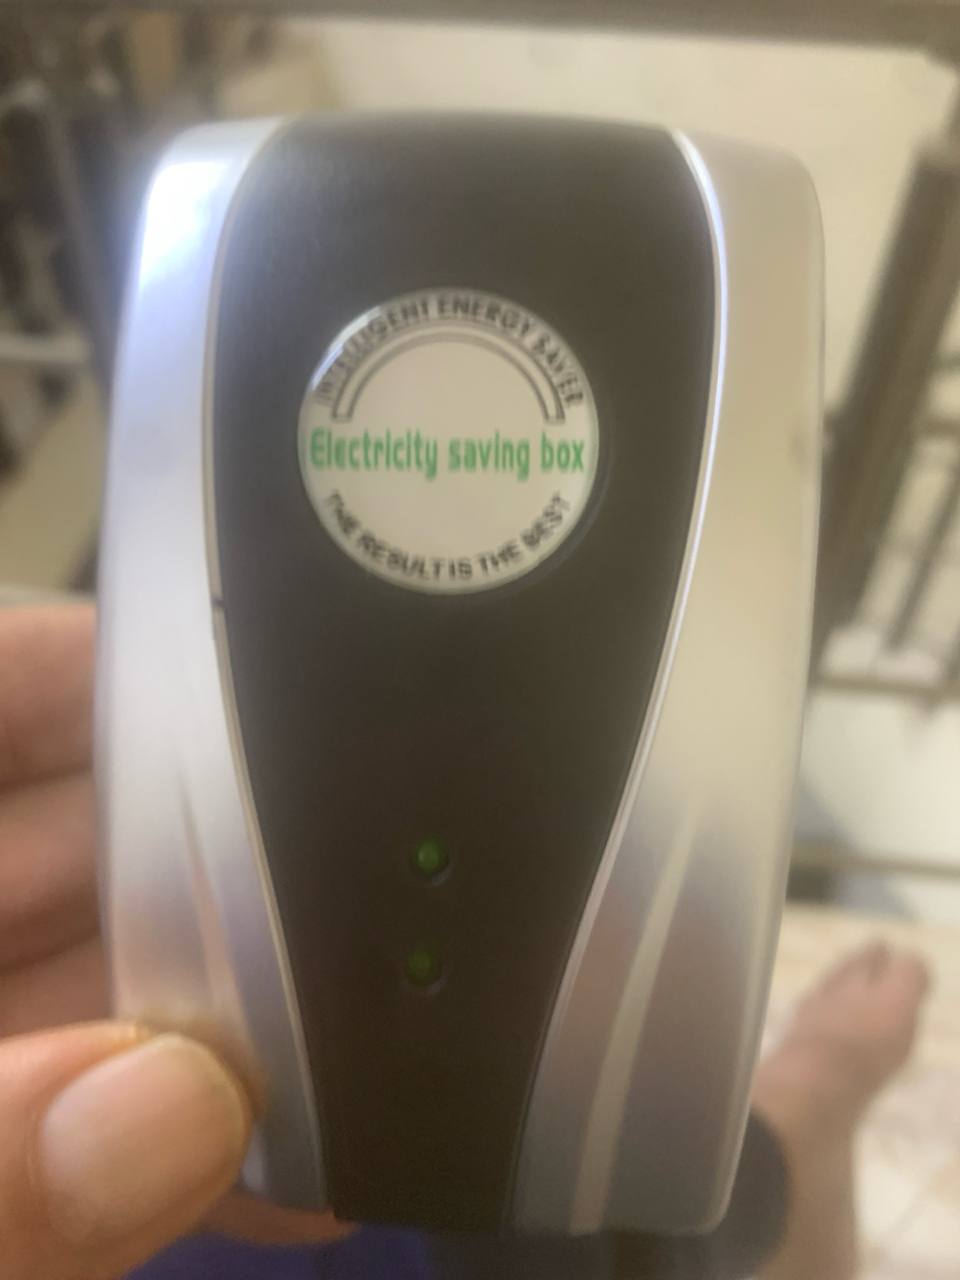 INTELLIGENT ENERGY SAVER
Electricity saving box
THE RESULT IS THE BEST